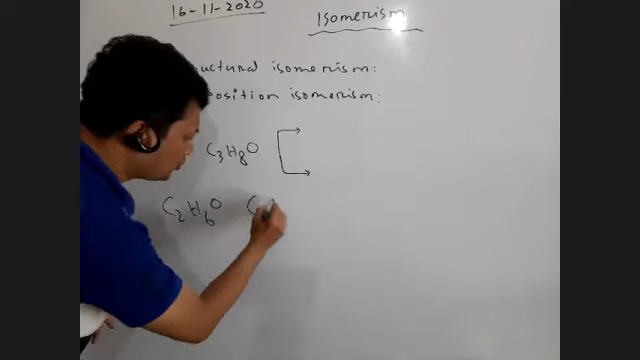 16-11-2020
Isomerism
uctural isomerism:
osition isomerism:
C3H8O
C2H6O C